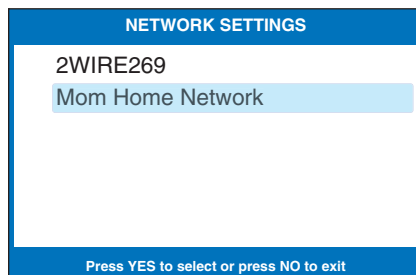 NETWORK SETTINGS
2WIRE269
Mom Home Network
Press YES to select or press NO to exit